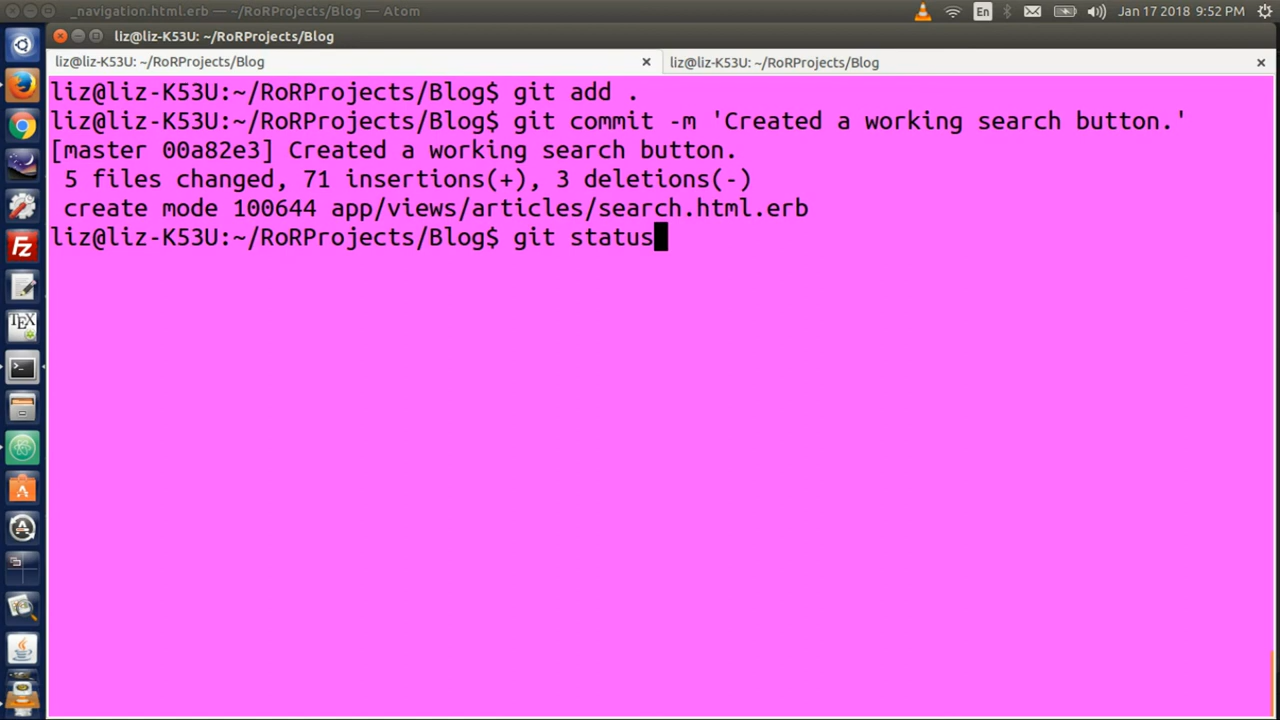 _navigation.html.erb — ~/RoRProjects/Blog — Atom
En
Jan 17 2018 9:52 PM
liz@liz-K53U: ~/RoRProjects/Blog
liz@liz-K53U: ~/RoRProjects/Blog
liz@liz-K53U: ~/RoRProjects/Blog
liz@liz-K53U:~/RoRProjects/Blog$ git add .
liz@liz-K53U:~/RoRProjects/Blog$ git commit -m 'Created a working search button.'
[master 00a82e3] Created a working search button.
 5 files changed, 71 insertions(+), 3 deletions(-)
 create mode 100644 app/views/articles/search.html.erb
liz@liz-K53U:~/RoRProjects/Blog$ git status
FZ
TEX